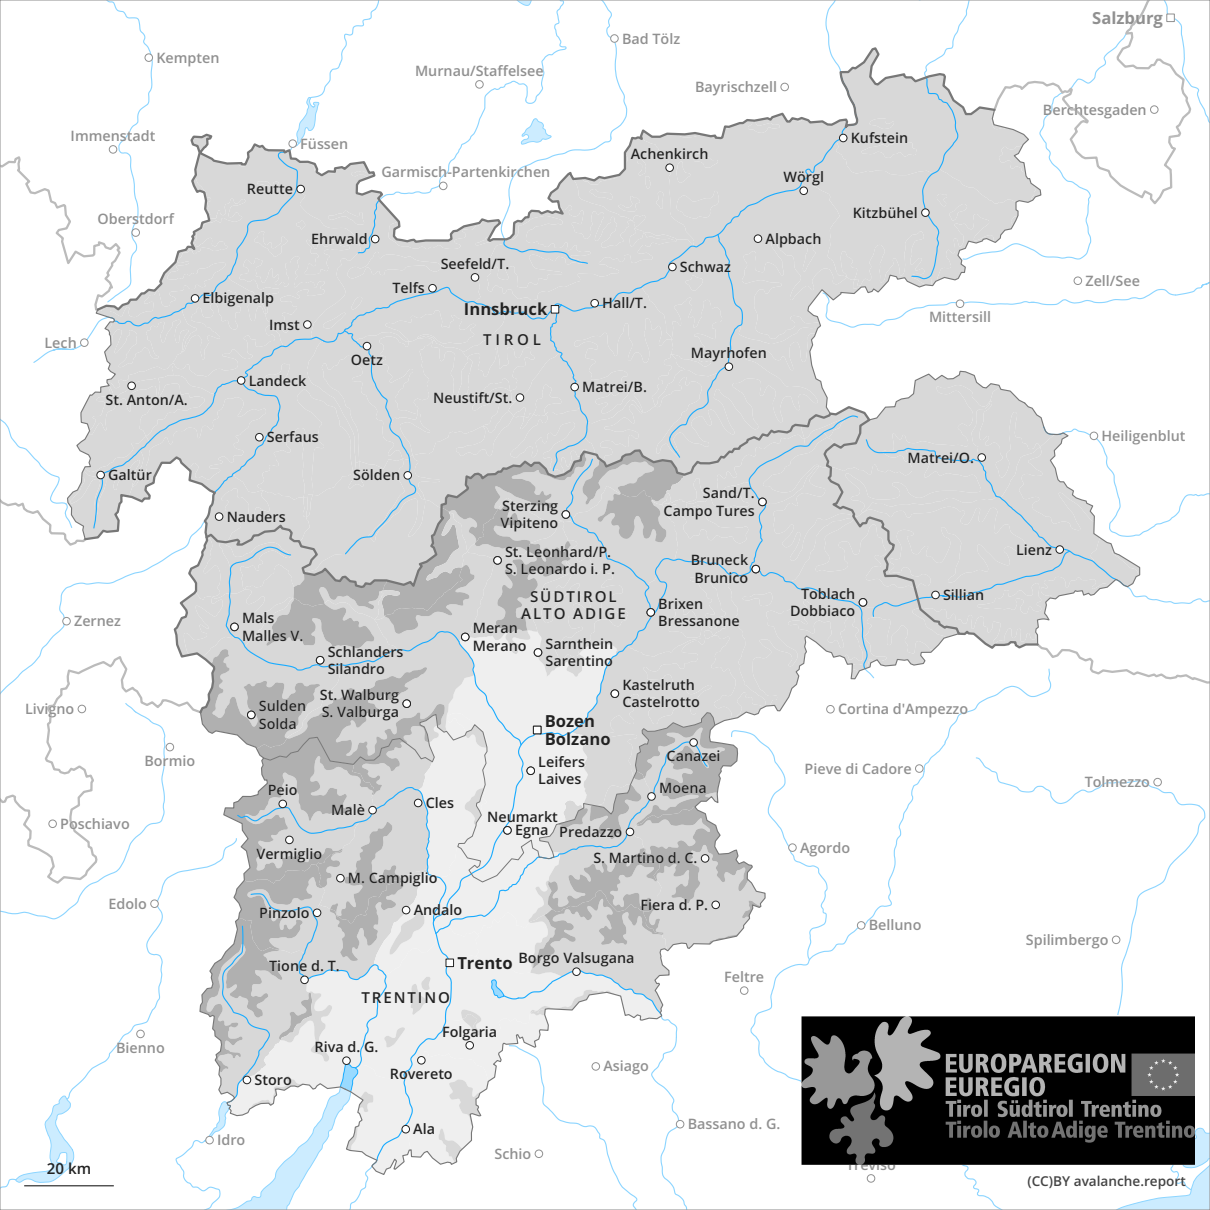 Salzburg
Bad Tölz
Kempten
Murnau/Staffelsee
Bayrischzell
Berchtesgaden
Immenstadt
Füssen
Kufstein
Achenkirch
Garmisch-Partenkirchen
Wörgl
Reutte
Oberstdorf
Kitzbühel
Ehrwald
Alpbach
Seefeld/T.
Schwaz
Zell/See
Telfs
Elbigenalp
Hall/T.
Innsbruck
Mittersill
Imst
TIROL
Lech
Oetz
Mayrhofen
Landeck
Matrei/B.
St. Anton/A.
Neustift/St.
Serfaus
Heiligenblut
Matrei/O.
Galtür
Sölden
Sand/T.
Campo Tures
Sterzing
Vipiteno
Nauders
St. Leonhard/P.
S. Leonardo i. P.
Lienz
Bruneck
Brunico
SÜDTIROL
ALTO ADIGE
Toblach
Dobbiaco
Sillian
Brixen
Bressanone
Zernez
Mals
Malles V.
Meran
Merano
Sarnthein
Sarentino
Schlanders
Silandro
Kastelruth
Castelrotto
St. Walburg
S. Valburga
Sulden
Solda
Livigno
Cortina d'Ampezzo
Bozen
Bolzano
Bormio
Canazei
Leifers
Laives
Pieve di Cadore
Tolmezzo
Peio
Moena
Malè
Cles
Neumarkt
Egna
Predazzo
Poschiavo
Agordo
Vermiglio
S. Martino d. C.
M. Campiglio
Edolo
Fiera d. P.
Pinzolo
Andalo
Belluno
Spilimbergo
Borgo Valsugana
Trento
Tione d. T.
Feltre
TRENTINO
Folgaria
Bienno
Riva d. G.
Asiago
Rovereto
Storo
EUROPAREGION
EUREGIO
Tirol Südtirol Trentino
Tirolo Alto Adige Trentino
Bassano d. G.
Ala
Idro
Schio
Treviso
20 km
(CC)BY avalanche.report